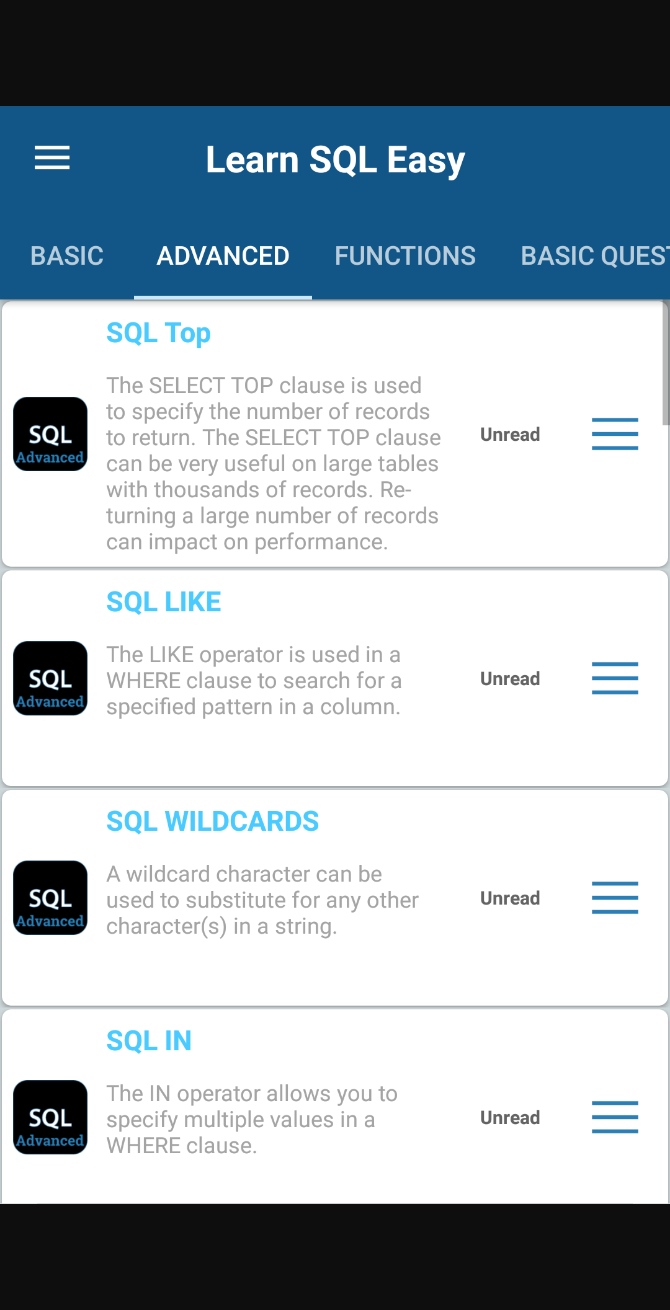 Learn SQL Easy
BASIC
ADVANCED
FUNCTIONS
BASIC QUEST
SQL Top
The SELECT TOP clause is used
to specify the number of records
to return. The SELECT TOP clause
can be very useful on large tables
with thousands of records. Re-
turning a large number of records
can impact on performance.
SQL
Advanced
Unread
SQL LIKE
The LIKE operator is used in a
WHERE clause to search for a
specified pattern in a column.
SQL
Advanced
Unread
SQL WILDCARDS
A wildcard character can be
used to substitute for any other
character(s) in a string.
SQL
Advanced
Unread
SQL IN
The IN operator allows you to
specify multiple values in a
WHERE clause.
SQL
Advanced
Unread